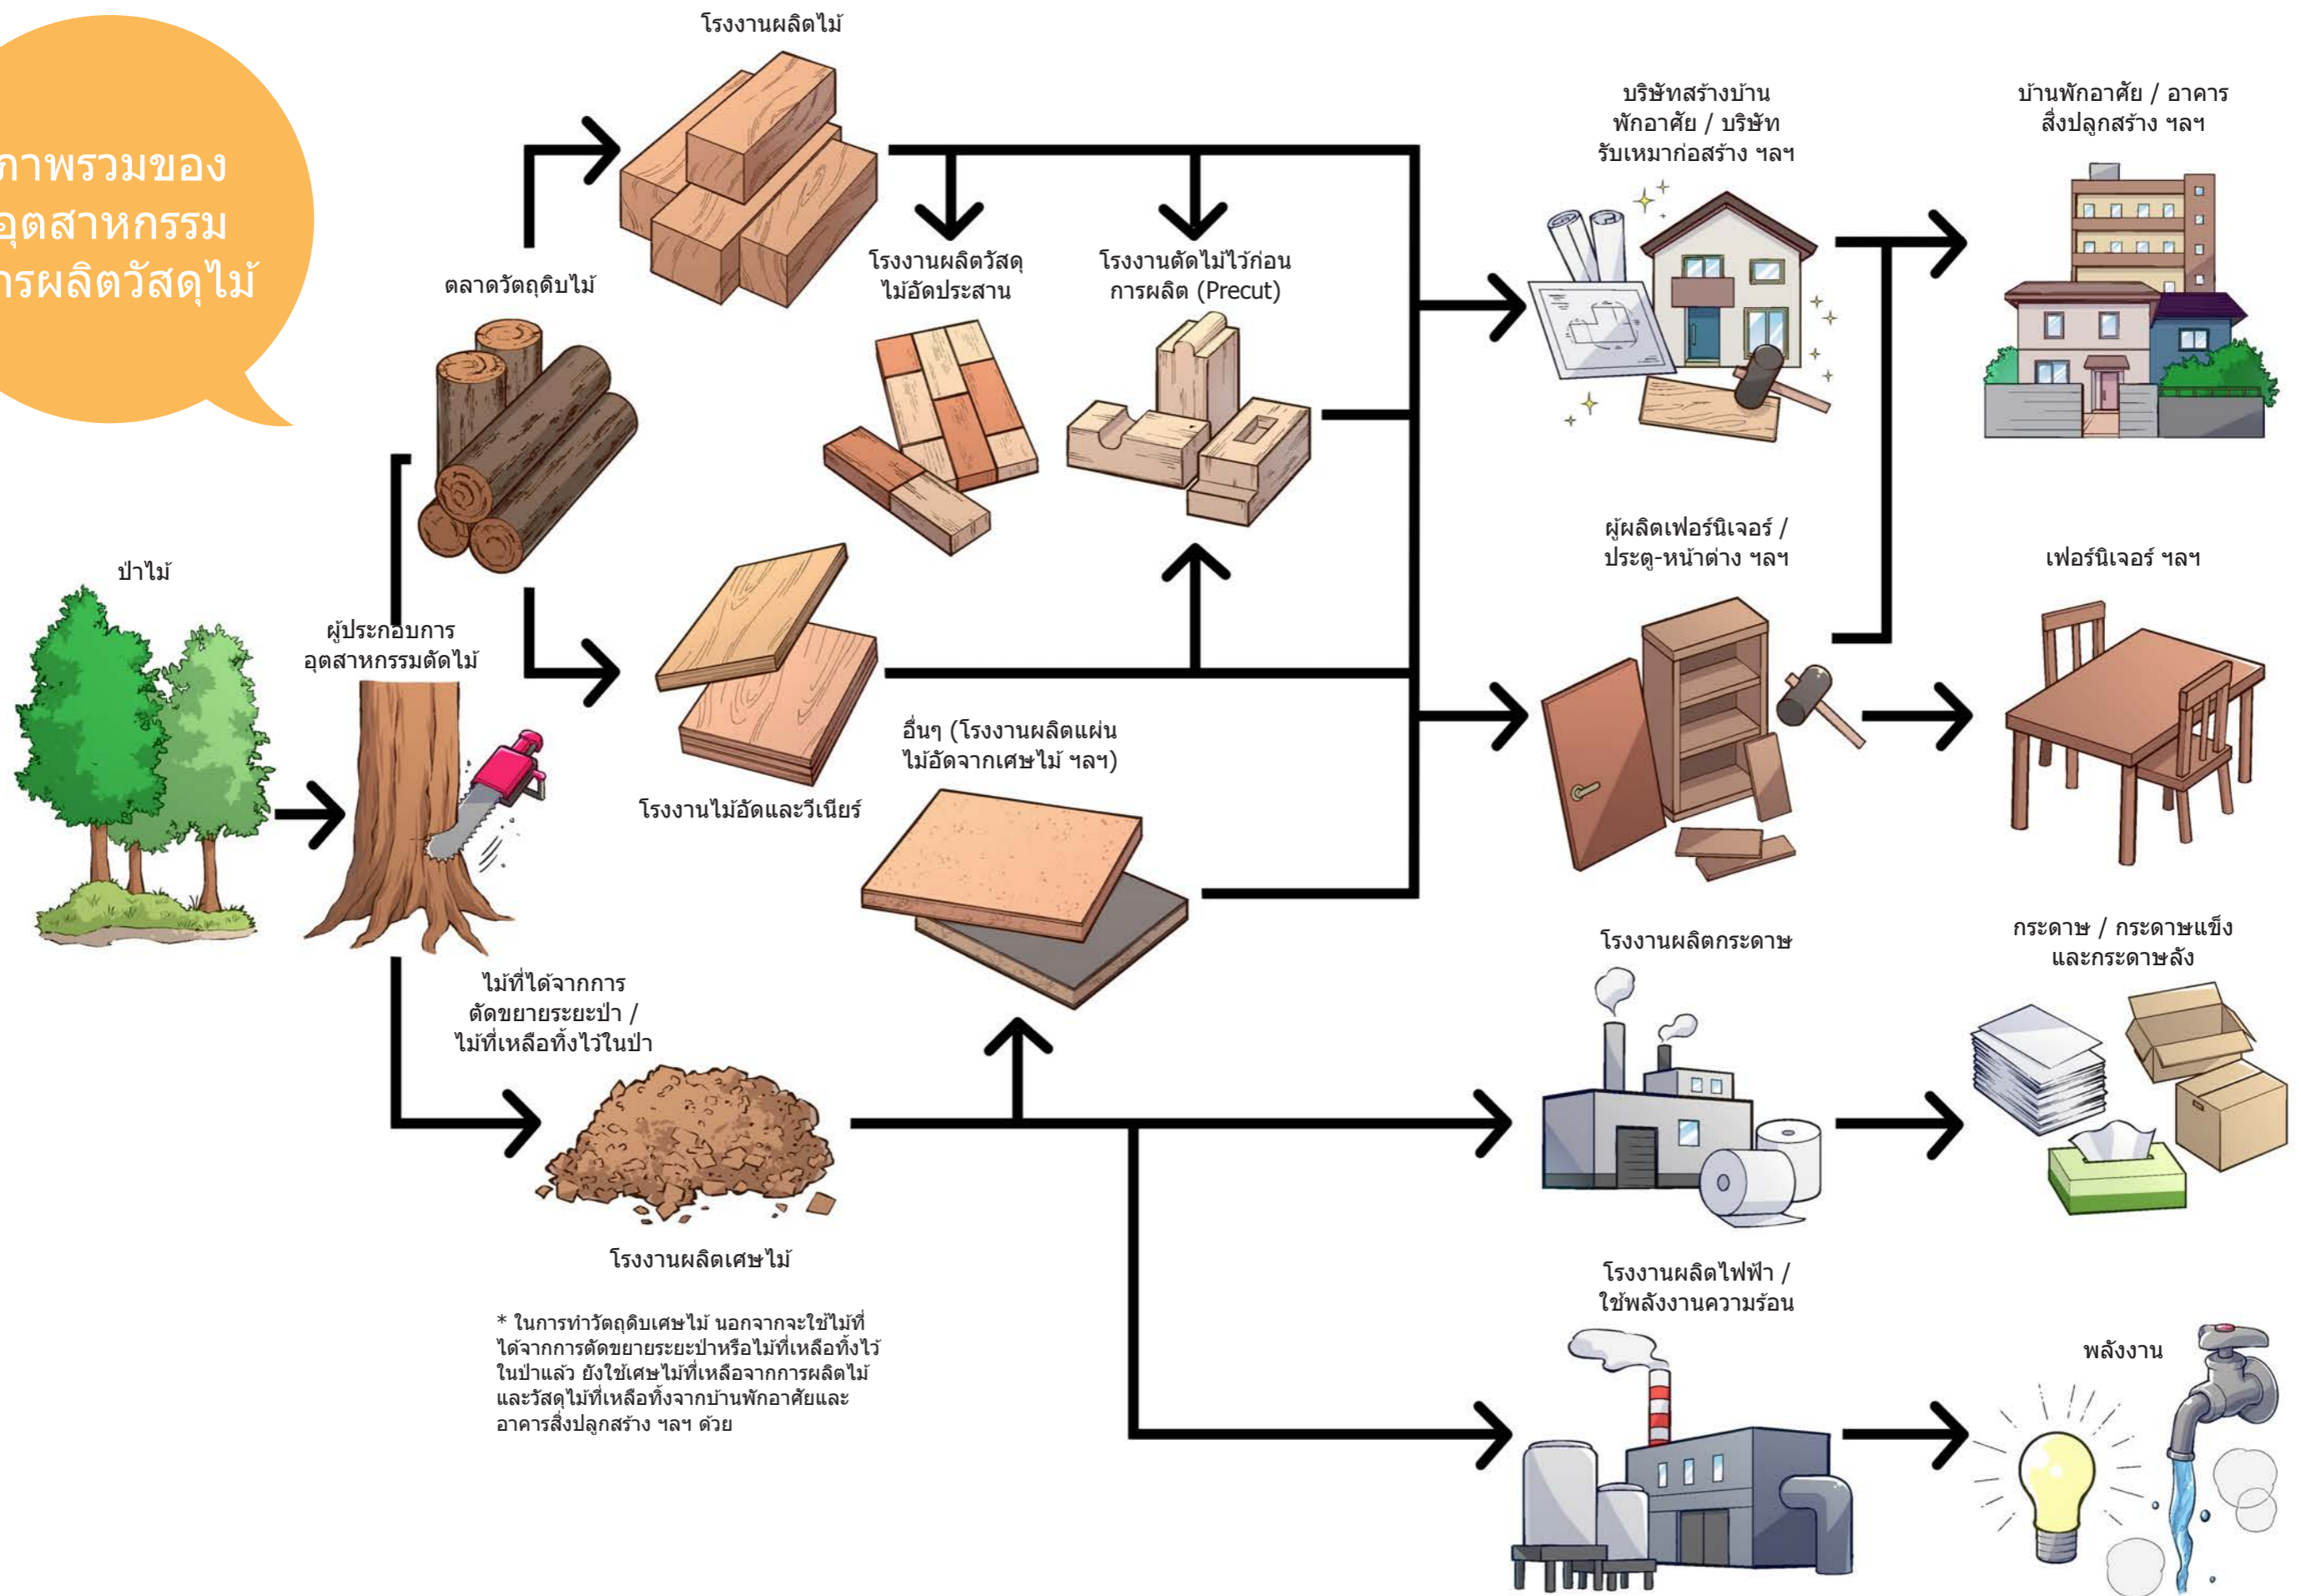 ภาพรวมของ
อุตสาหกรรม
การผลิตวัสดุไม้
ป่าไม้
ผู้ประกอบการ
อุตสาหกรรมตัดไม้
ตลาดวัตถุดิบไม้
โรงงานผลิตไม้
โรงงานผลิตวัสดุ
ไม้อัดประสาน
โรงงานตัดไม้ไว้ก่อน
การผลิต (Precut)
โรงงานไม้อัดและวีเนียร์
อื่นๆ (โรงงานผลิตแผ่น
ไม้อัดจากเศษไม้ ฯลฯ)
ไม้ที่ได้จากการ
ตัดขยายระยะป่า /
ไม้ที่เหลือทิ้งไว้ในป่า
โรงงานผลิตเศษไม้
* ในการทำวัตถุดิบเศษไม้ นอกจากจะใช้ไม้ที่
ได้จากการตัดขยายระยะป่าหรือไม้ที่เหลือทิ้งไว้
ในป่าแล้ว ยังใช้เศษไม้ที่เหลือจากการผลิตไม้
และวัสดุไม้ที่เหลือทิ้งจากบ้านพักอาศัยและ
อาคารสิ่งปลูกสร้าง ฯลฯ ด้วย
บริษัทสร้างบ้าน
พักอาศัย / บริษัท
รับเหมาก่อสร้าง ฯลฯ
บ้านพักอาศัย / อาคาร
สิ่งปลูกสร้าง ฯลฯ
ผู้ผลิตเฟอร์นิเจอร์ /
ประตู-หน้าต่าง ฯลฯ
เฟอร์นิเจอร์ ฯลฯ
โรงงานผลิตกระดาษ
กระดาษ / กระดาษแข็ง
และกระดาษลัง
โรงงานผลิตไฟฟ้า /
ใช้พลังงานความร้อน
พลังงาน